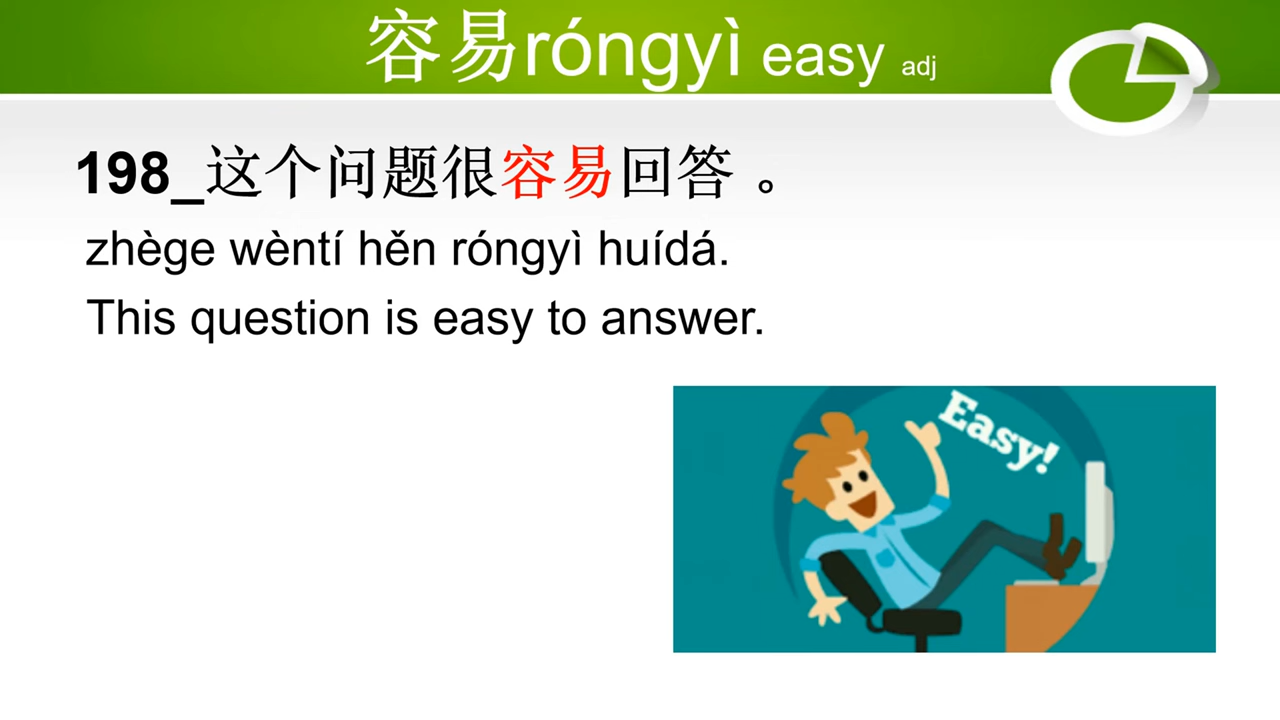 容易róngyì easy adj
198_这个问题很容易回答 。
zhège wèntí hěn róngyì huídá.
This question is easy to answer.
Easy!